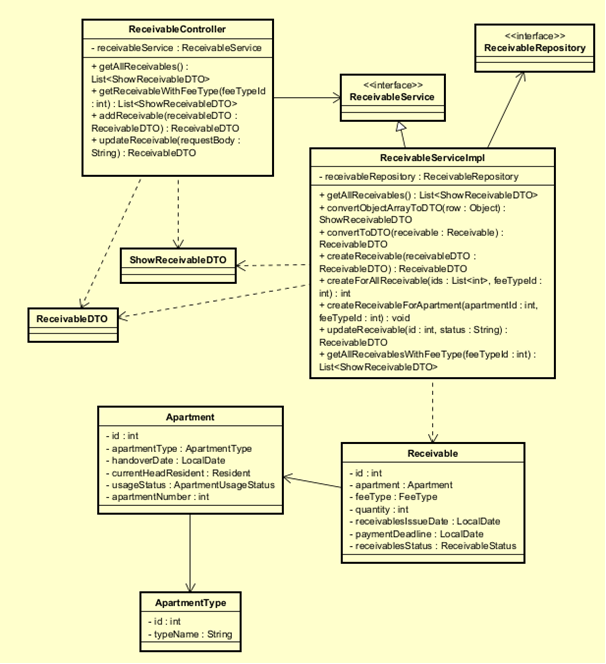 ReceivableController
- receivableService : ReceivableService
+ getAllReceivables() :
List<ShowReceivableDTO>
+ getReceivableWithFeeType(feeTypeId
: int) : List<ShowReceivableDTO>
+ addReceivable(receivableDTO :
ReceivableDTO) : ReceivableDTO
+ updateReceivable(requestBody :
String) : ReceivableDTO
<<interface>>
ReceivableRepository
<<interface>>
ReceivableService
ReceivableServiceImpl
- receivableRepository : ReceivableRepository
+ getAllReceivables() : List<ShowReceivableDTO>
+ convertObjectArrayToDTO(row : Object) :
ShowReceivableDTO
+ convertToDTO(receivable : Receivable) :
ReceivableDTO
+ createReceivable(receivableDTO :
ReceivableDTO) : ReceivableDTO
+ createForAllReceivable(ids : List<int>, feeTypeId :
int) : int
+ createReceivableForApartment(apartmentId : int,
feeTypeId : int) : void
+ updateReceivable(id : int, status : String) :
ReceivableDTO
+ getAllReceivablesWithFeeType(feeTypeId : int) :
List<ShowReceivableDTO>
ShowReceivableDTO
ReceivableDTO
Apartment
- id : int
- apartmentType : ApartmentType
- handoverDate : LocalDate
- currentHeadResident : Resident
- usageStatus : ApartmentUsageStatus
- apartmentNumber : int
Receivable
- id : int
- apartment : Apartment
- feeType : FeeType
- quantity : int
- receivablesIssueDate : LocalDate
- paymentDeadline : LocalDate
- receivablesStatus : ReceivableStatus
ApartmentType
- id : int
- typeName : String